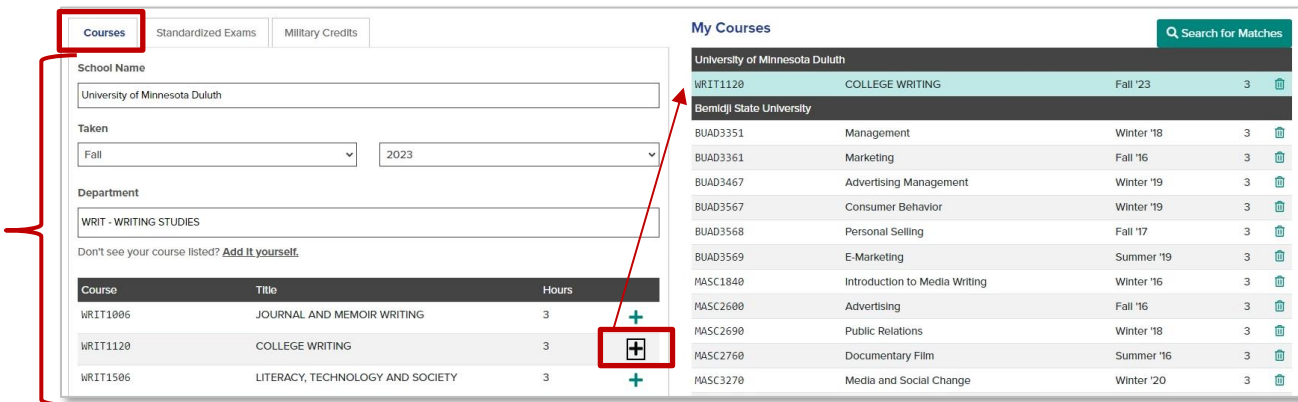 Courses Standardized Exams Military Credits
School Name
University of Minnesota Duluth
Taken
Fall 2023
Department
WRIT - WRITING STUDIES
Don't see your course listed? Add it yourself.
Course Title Hours
WRIT1006 JOURNAL AND MEMOIR WRITING 3
WRIT1120 COLLEGE WRITING 3
WRIT1506 LITERACY, TECHNOLOGY AND SOCIETY 3
My Courses
Search for Matches
University of Minnesota Duluth
WRIT1120 COLLEGE WRITING Fall '23 3
Bemidji State University
BUAD3351 Management Winter '18 3
BUAD3361 Marketing Fall '16 3
BUAD3467 Advertising Management Winter '19 3
BUAD3567 Consumer Behavior Winter '19 3
BUAD3568 Personal Selling Fall '17 3
BUAD3569 E-Marketing Summer '19 3
MASC1840 Introduction to Media Writing Winter '16 3
MASC2600 Advertising Fall '16 3
MASC2690 Public Relations Winter '18 3
MASC2760 Documentary Film Summer '16 3
MASC3270 Media and Social Change Winter '20 3